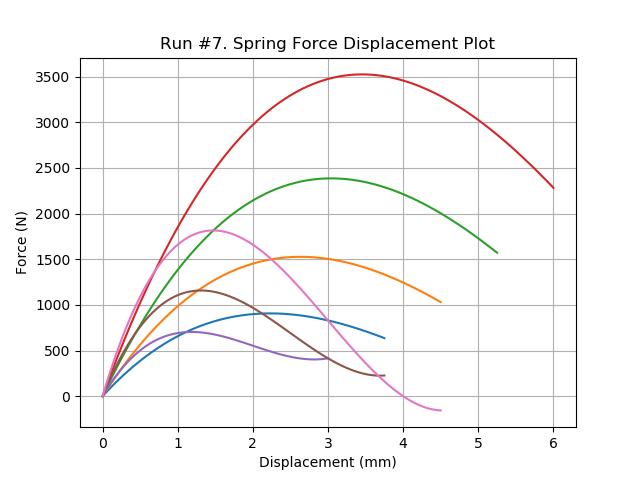 Run #7. Spring Force Displacement Plot
3500
3000
2500
2000
1500
1000
500
0
Force (N)
0 1 2 3 4 5 6
Displacement (mm)